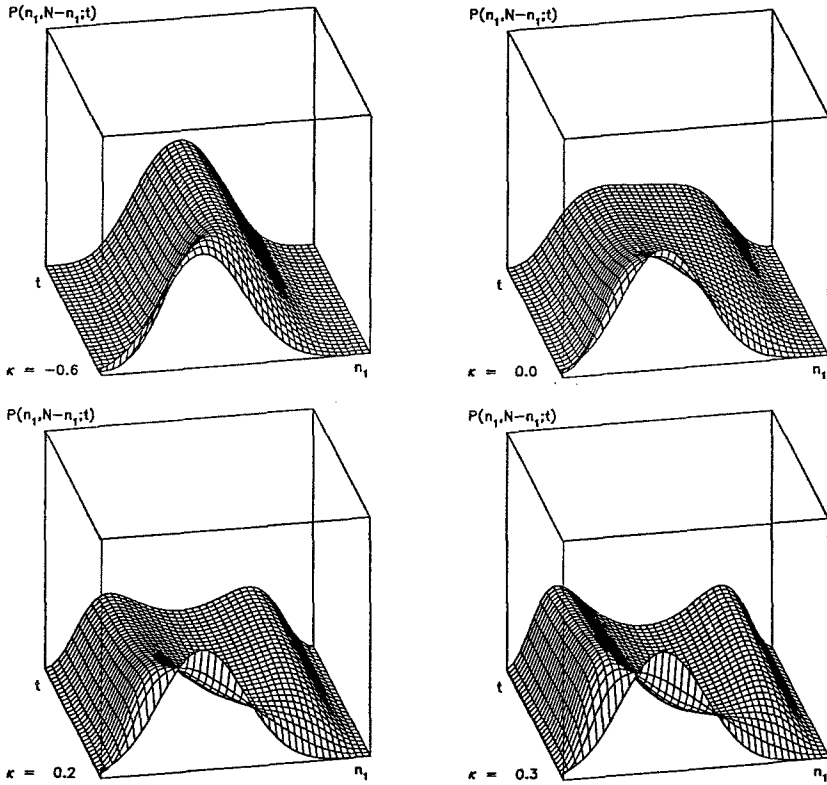 P(n₁,N−n₁;t)
t
n₁
κ = −0.6
P(n₁,N−n₁;t)
t
n₁
κ = 0.0
P(n₁,N−n₁;t)
t
n₁
κ = 0.2
P(n₁,N−n₁;t)
t
n₁
κ = 0.3